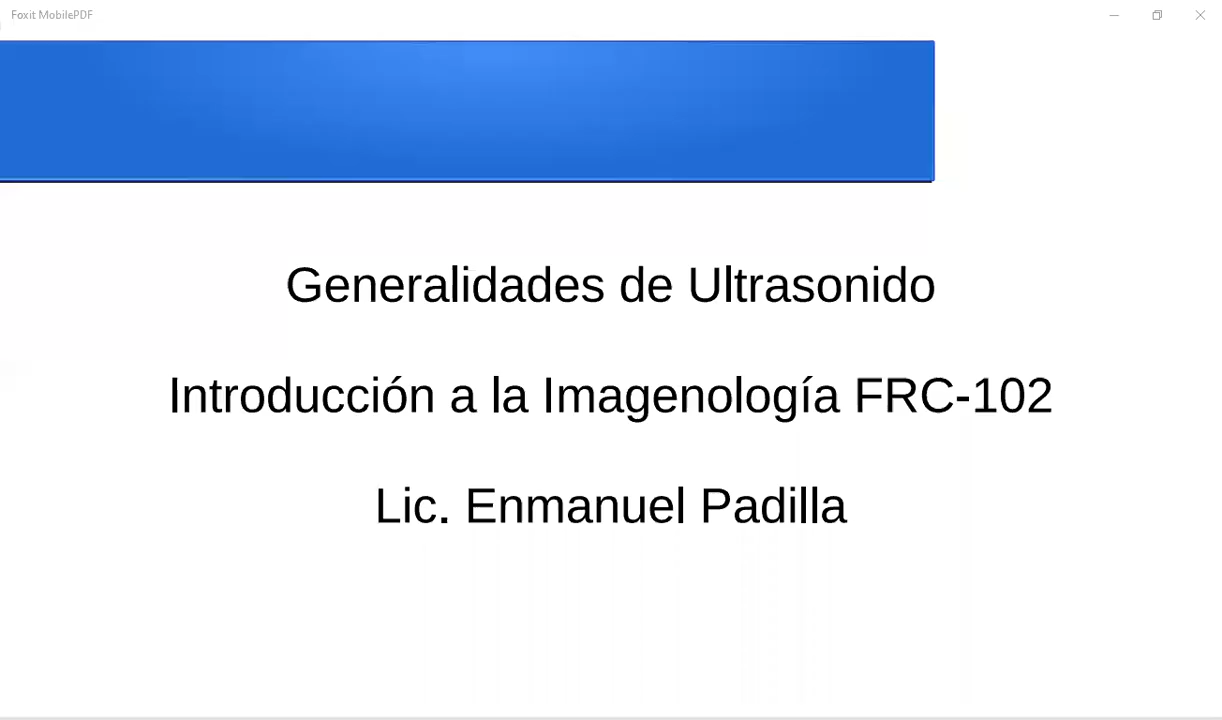 Foxit MobilePDF
Generalidades de Ultrasonido
Introducción a la Imagenología FRC-102
Lic. Enmanuel Padilla